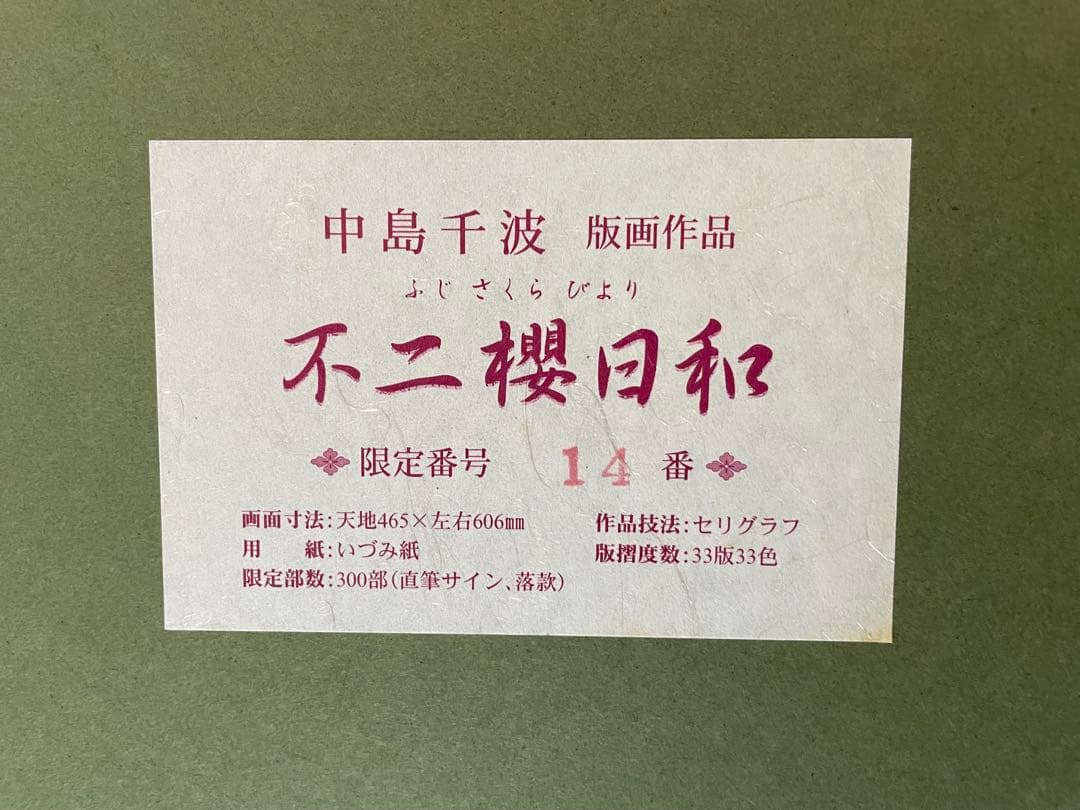 中島千波 版画作品
ふじ さくら びより
不二櫻日和
限定番号 14 番
画面寸法:天地465×左右606㎜
用　　紙:いづみ紙
限定部数:300部(直筆サイン、落款)
作品技法:セリグラフ
版摺度数:33版33色